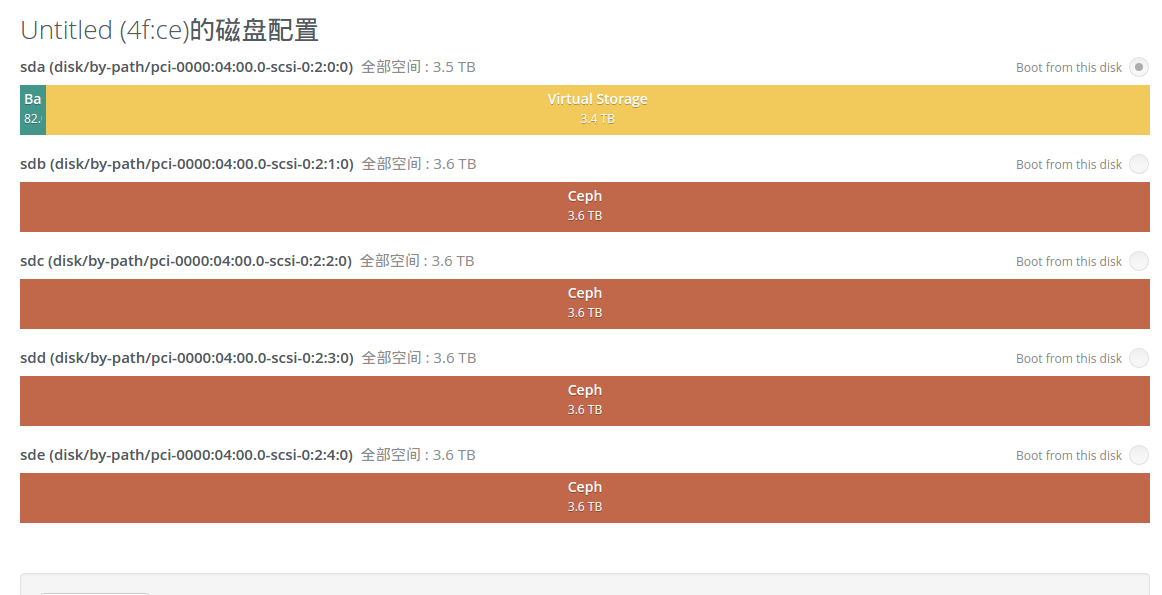 Untitled (4f:ce)的磁盘配置
sda (disk/by-path/pci-0000:04:00.0-scsi-0:2:0:0) 全部空间 : 3.5 TB Boot from this disk
Ba Virtual Storage
82. 3.4 TB
sdb (disk/by-path/pci-0000:04:00.0-scsi-0:2:1:0) 全部空间 : 3.6 TB Boot from this disk
Ceph
3.6 TB
sdc (disk/by-path/pci-0000:04:00.0-scsi-0:2:2:0) 全部空间 : 3.6 TB Boot from this disk
Ceph
3.6 TB
sdd (disk/by-path/pci-0000:04:00.0-scsi-0:2:3:0) 全部空间 : 3.6 TB Boot from this disk
Ceph
3.6 TB
sde (disk/by-path/pci-0000:04:00.0-scsi-0:2:4:0) 全部空间 : 3.6 TB Boot from this disk
Ceph
3.6 TB